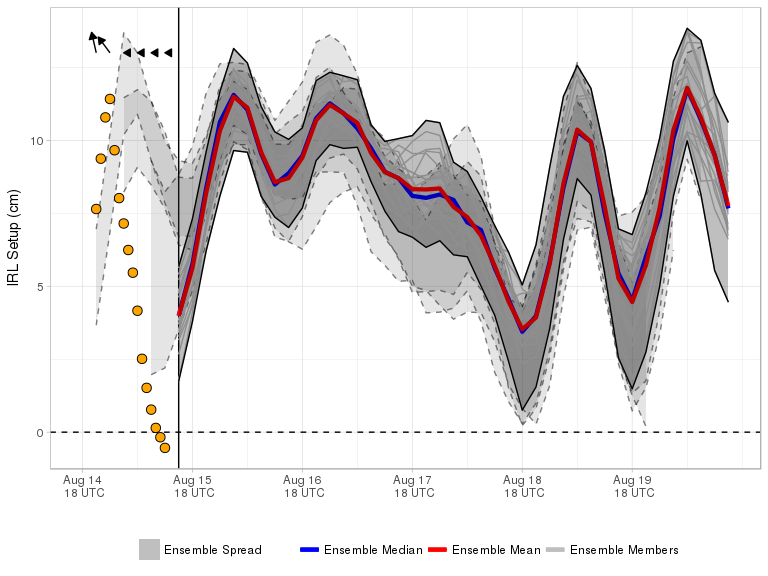 10
5
0
IRL Setup (cm)
Aug 14 Aug 15 Aug 16 Aug 17 Aug 18 Aug 19
18 UTC 18 UTC 18 UTC 18 UTC 18 UTC 18 UTC
Ensemble Spread Ensemble Median Ensemble Mean Ensemble Members